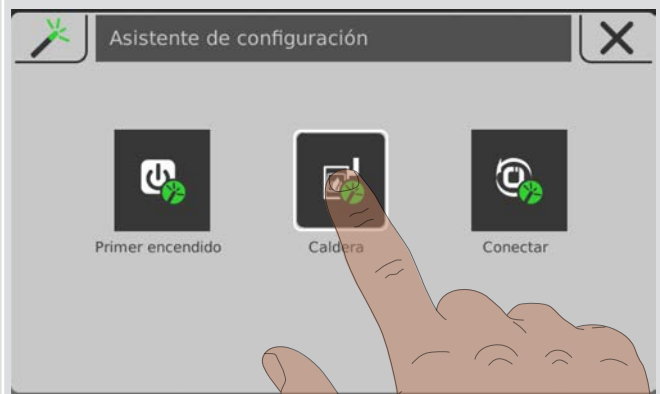 Asistente de configuración
Primer encendido
Caldera
Conectar